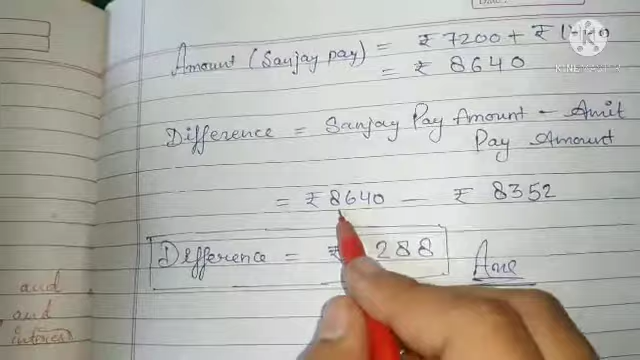 Amount (Sanjay pay) = ₹ 7200 + ₹
= ₹ 8640
Difference = Sanjay Pay Amount - Amit
Pay Amount
= ₹ 8640 - ₹ 8352
Difference = ₹ 288 Ans
and
and
interest
KINEMASTER